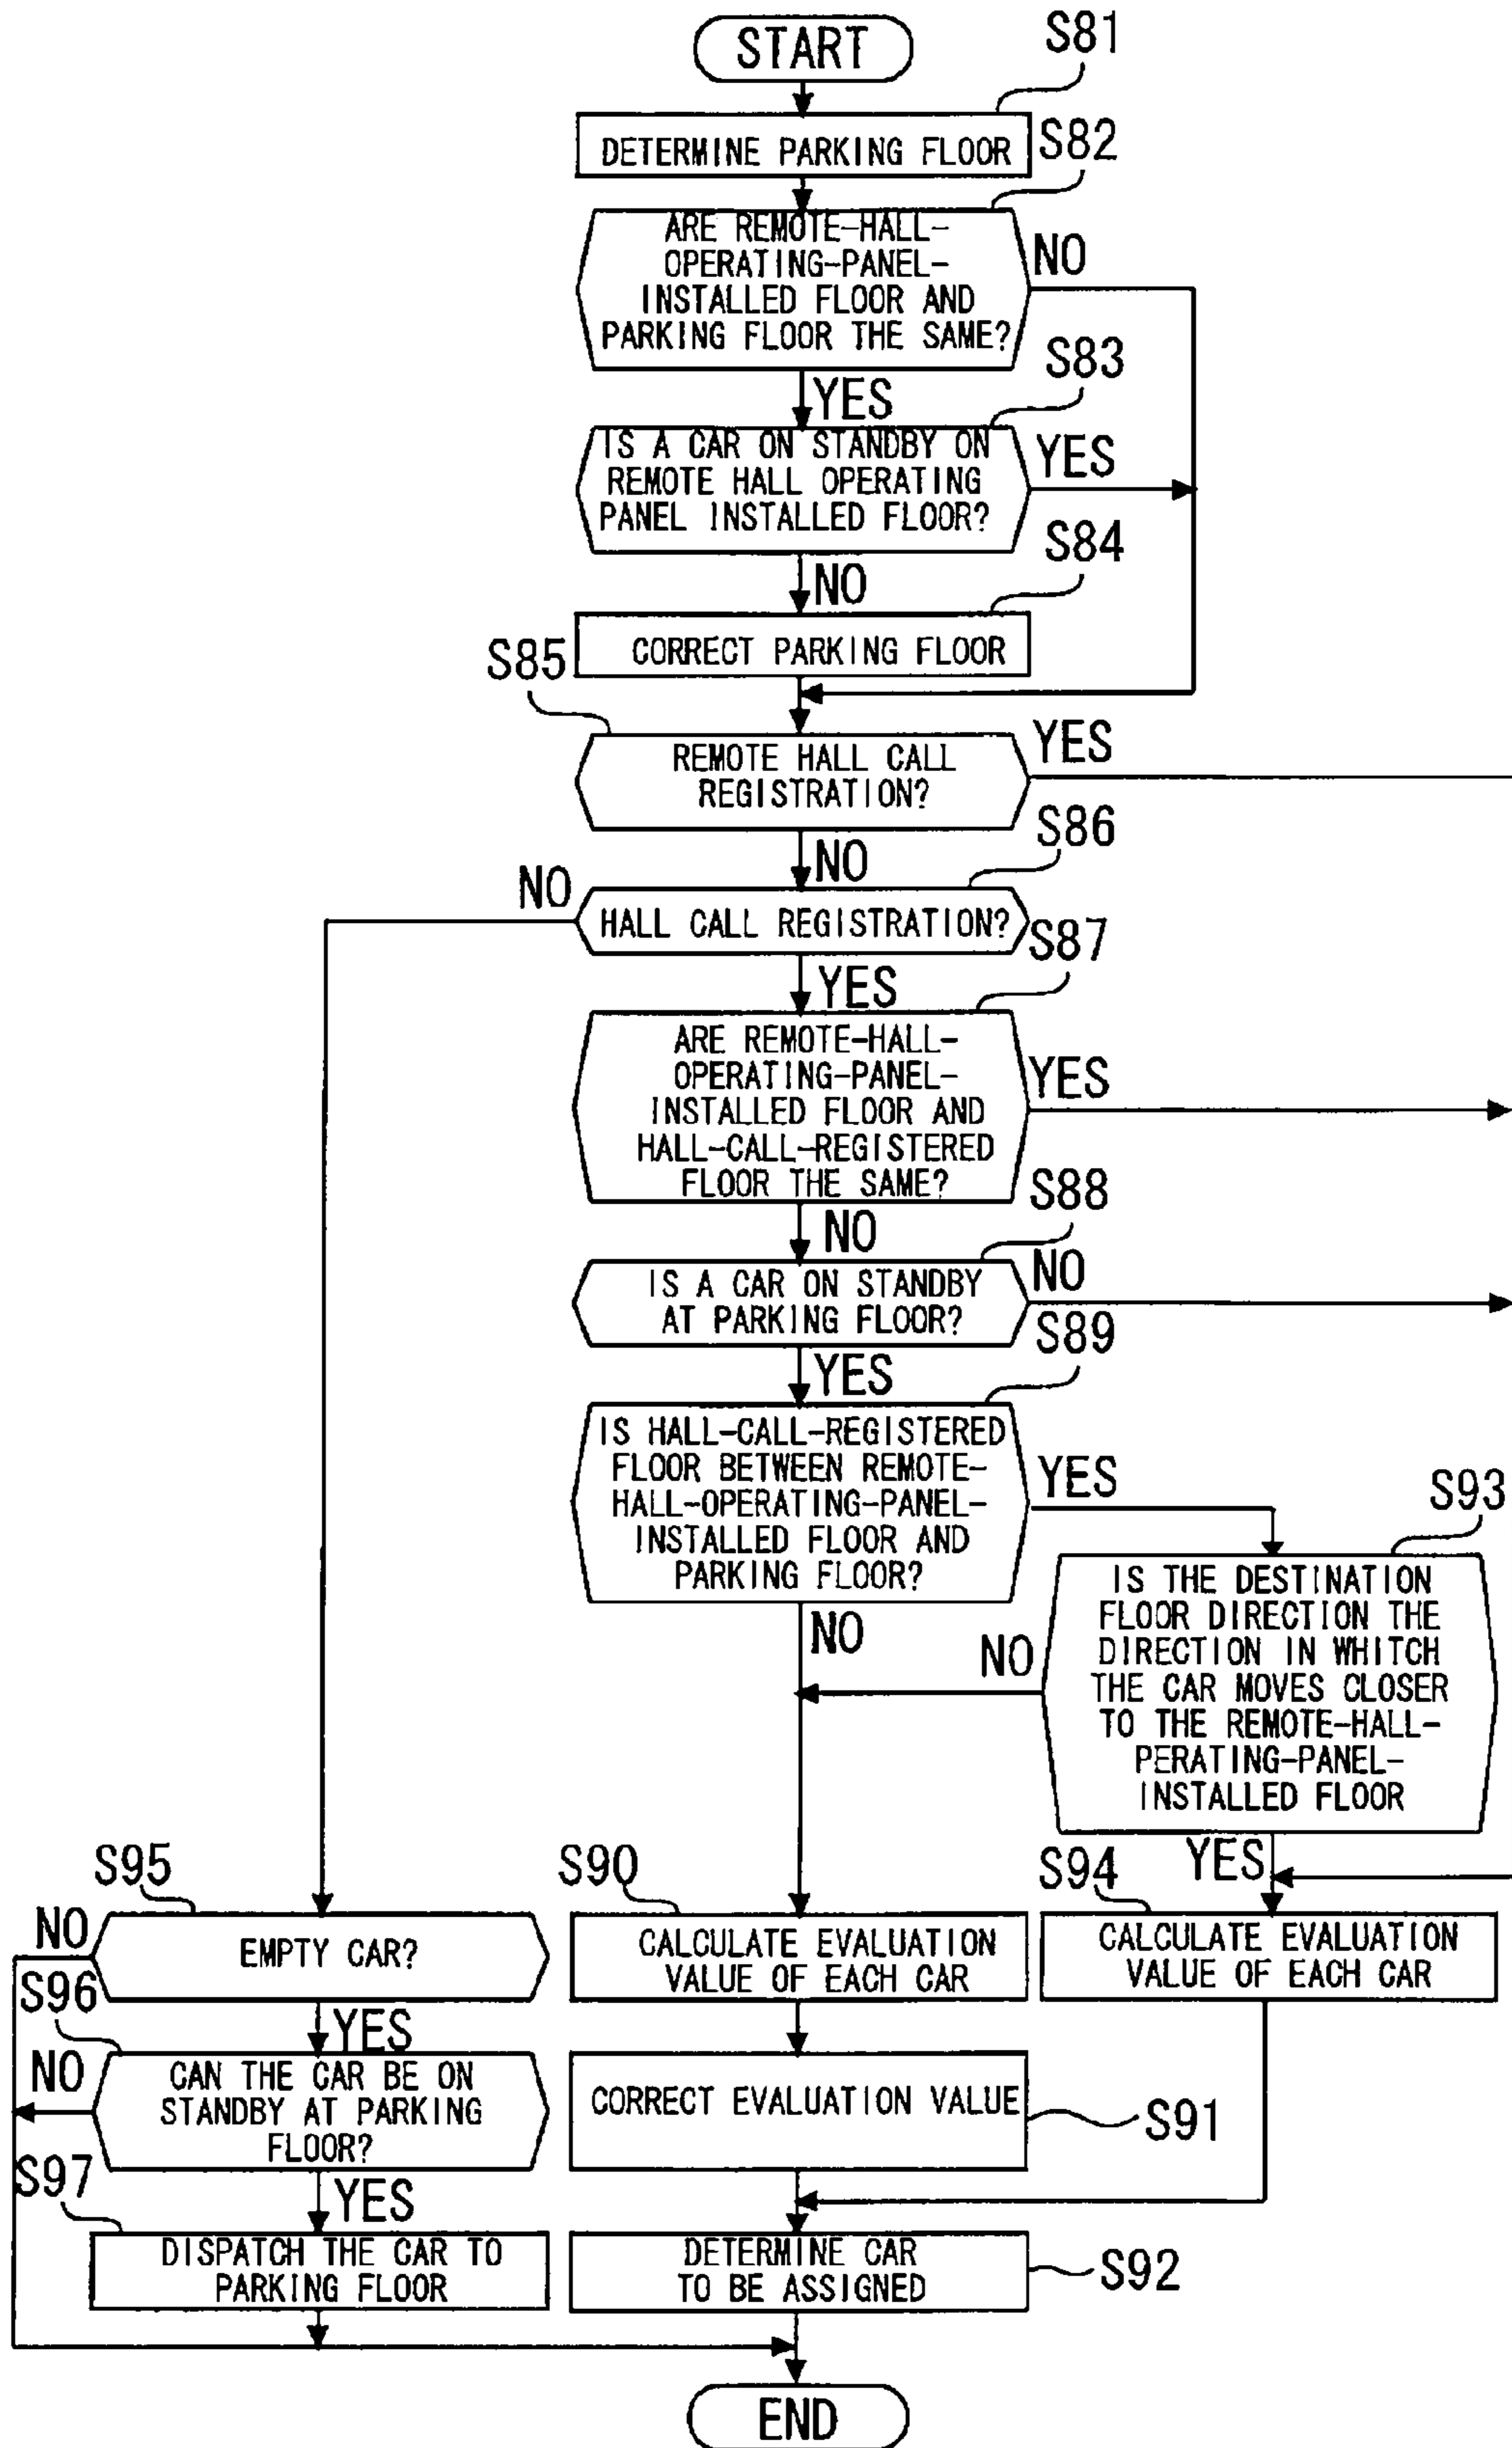 START
S81
DETERMINE PARKING FLOOR
S82
ARE REMOTE-HALL-
OPERATING-PANEL-
INSTALLED FLOOR AND
PARKING FLOOR THE SAME?
NO
YES
S83
IS A CAR ON STANDBY ON
REMOTE HALL OPERATING
PANEL INSTALLED FLOOR?
YES
NO
S84
CORRECT PARKING FLOOR
S85
REMOTE HALL CALL
REGISTRATION?
YES
NO
S86
HALL CALL REGISTRATION?
NO
YES
S87
ARE REMOTE-HALL-
OPERATING-PANEL-
INSTALLED FLOOR AND
HALL-CALL-REGISTERED
FLOOR THE SAME?
YES
NO
S88
IS A CAR ON STANDBY
AT PARKING FLOOR?
NO
YES
S89
IS HALL-CALL-REGISTERED
FLOOR BETWEEN REMOTE-
HALL-OPERATING-PANEL-
INSTALLED FLOOR AND
PARKING FLOOR?
YES
NO
S93
IS THE DESTINATION
FLOOR DIRECTION THE
DIRECTION IN WHITCH
THE CAR MOVES CLOSER
TO THE REMOTE-HALL-
PERATING-PANEL-
INSTALLED FLOOR
NO
YES
S95
EMPTY CAR?
NO
YES
S90
CALCULATE EVALUATION
VALUE OF EACH CAR
S94
CALCULATE EVALUATION
VALUE OF EACH CAR
S96
CAN THE CAR BE ON
STANDBY AT PARKING
FLOOR?
NO
YES
CORRECT EVALUATION VALUE
S91
S97
DISPATCH THE CAR TO
PARKING FLOOR
DETERMINE CAR
TO BE ASSIGNED
S92
END